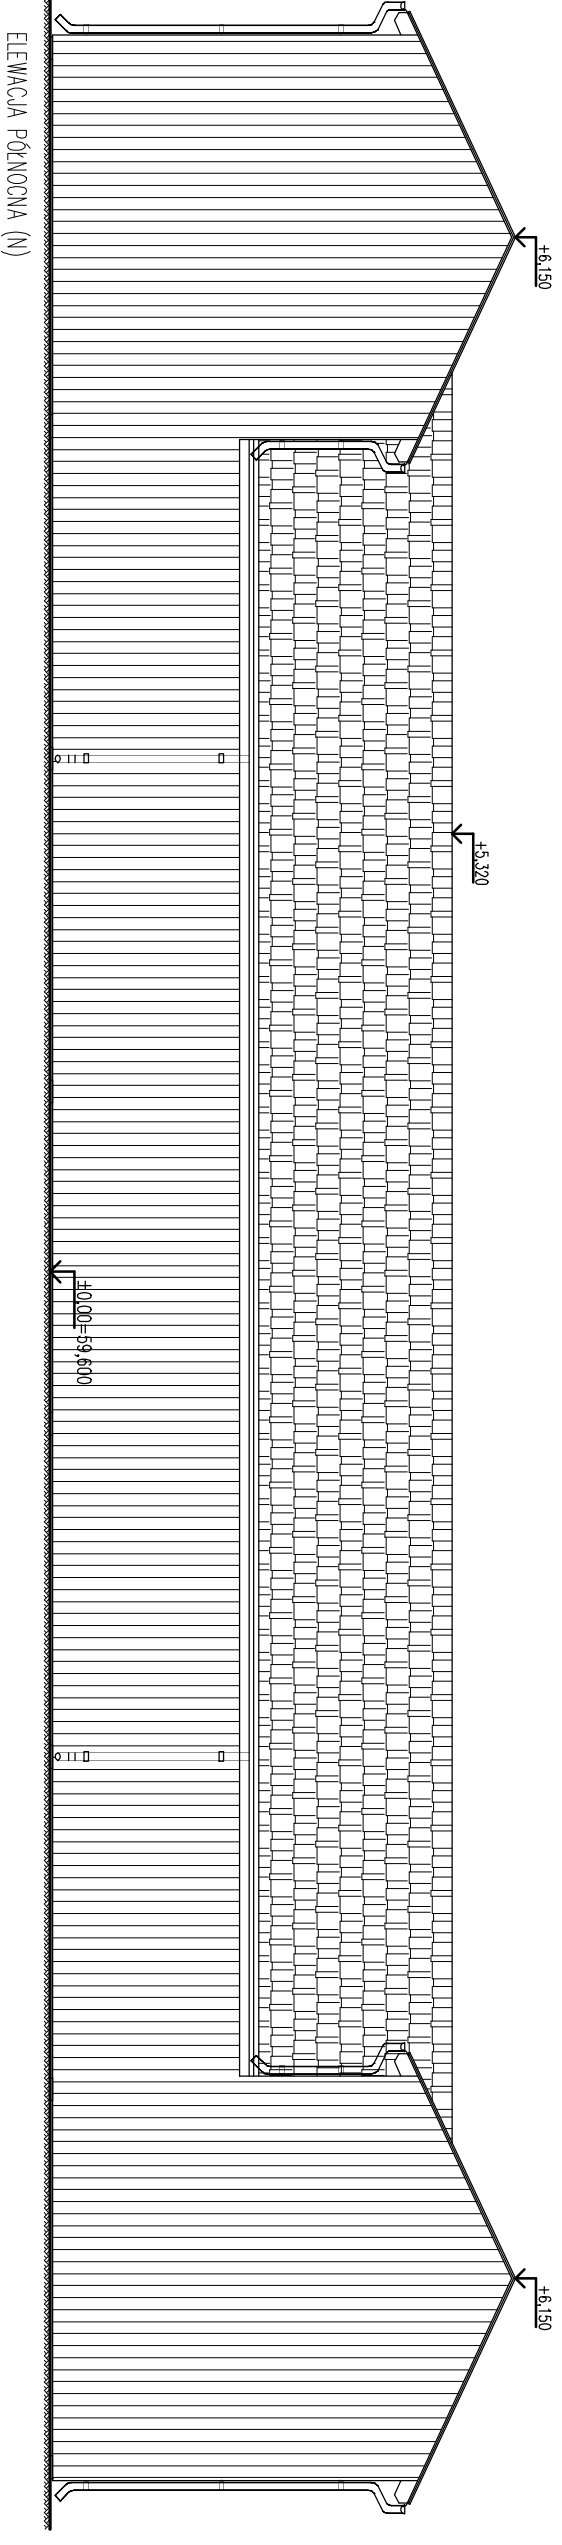 +6,150
+5,320
±0,00=59,600
+6,150
ELEWACJA PÓŁNOCNA (N)